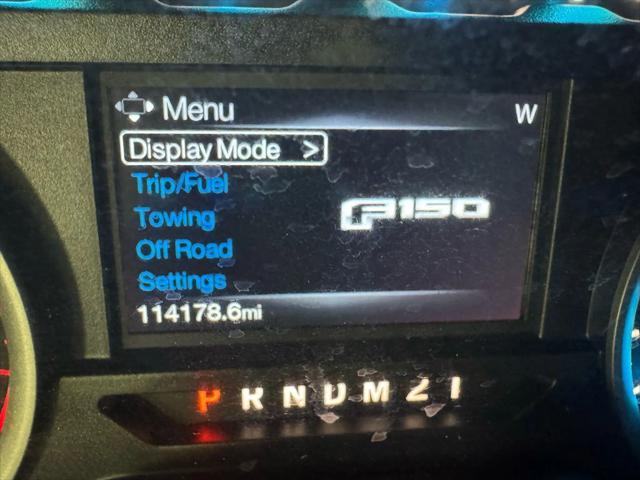 Menu
W
Display Mode >
Trip/Fuel
Towing
F150
Off Road
Settings
114178.6mi
P R N D M 2 1